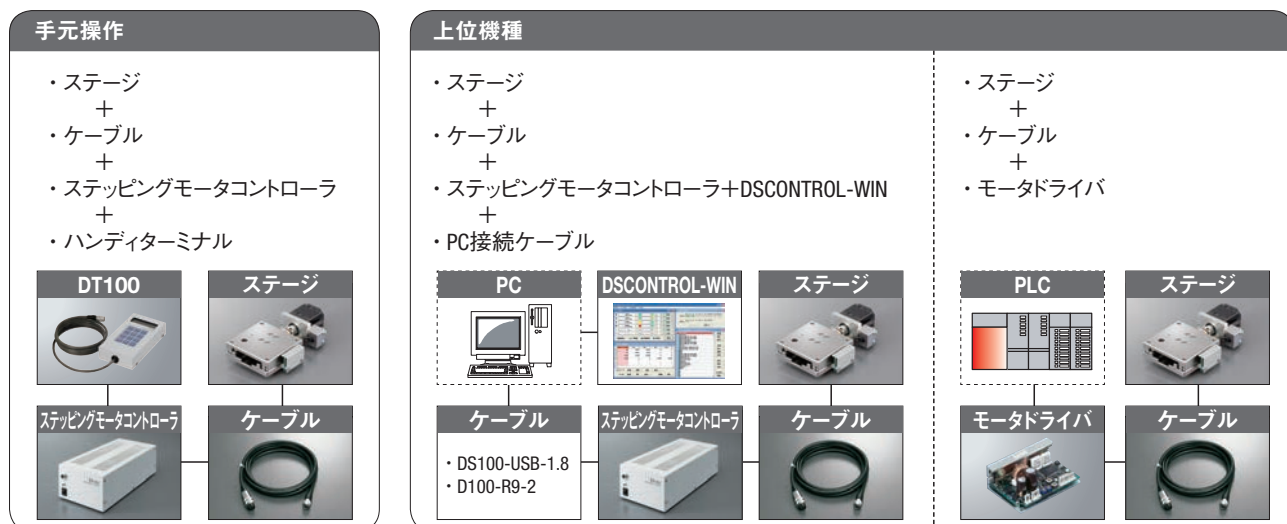 手元操作
・ステージ
+
・ケーブル
+
・ステッピングモータコントローラ
+
・ハンディターミナル
DT100
ステージ
ステッピングモータコントローラ
ケーブル
上位機種
・ステージ
+
・ケーブル
+
・ステッピングモータコントローラ+DSCONTROL-WIN
+
・PC接続ケーブル
PC
DSCONTROL-WIN
ステージ
ケーブル
・DS100-USB-1.8
・D100-R9-2
ステッピングモータコントローラ
ケーブル
・ステージ
+
・ケーブル
+
・モータドライバ
PLC
ステージ
モータドライバ
ケーブル